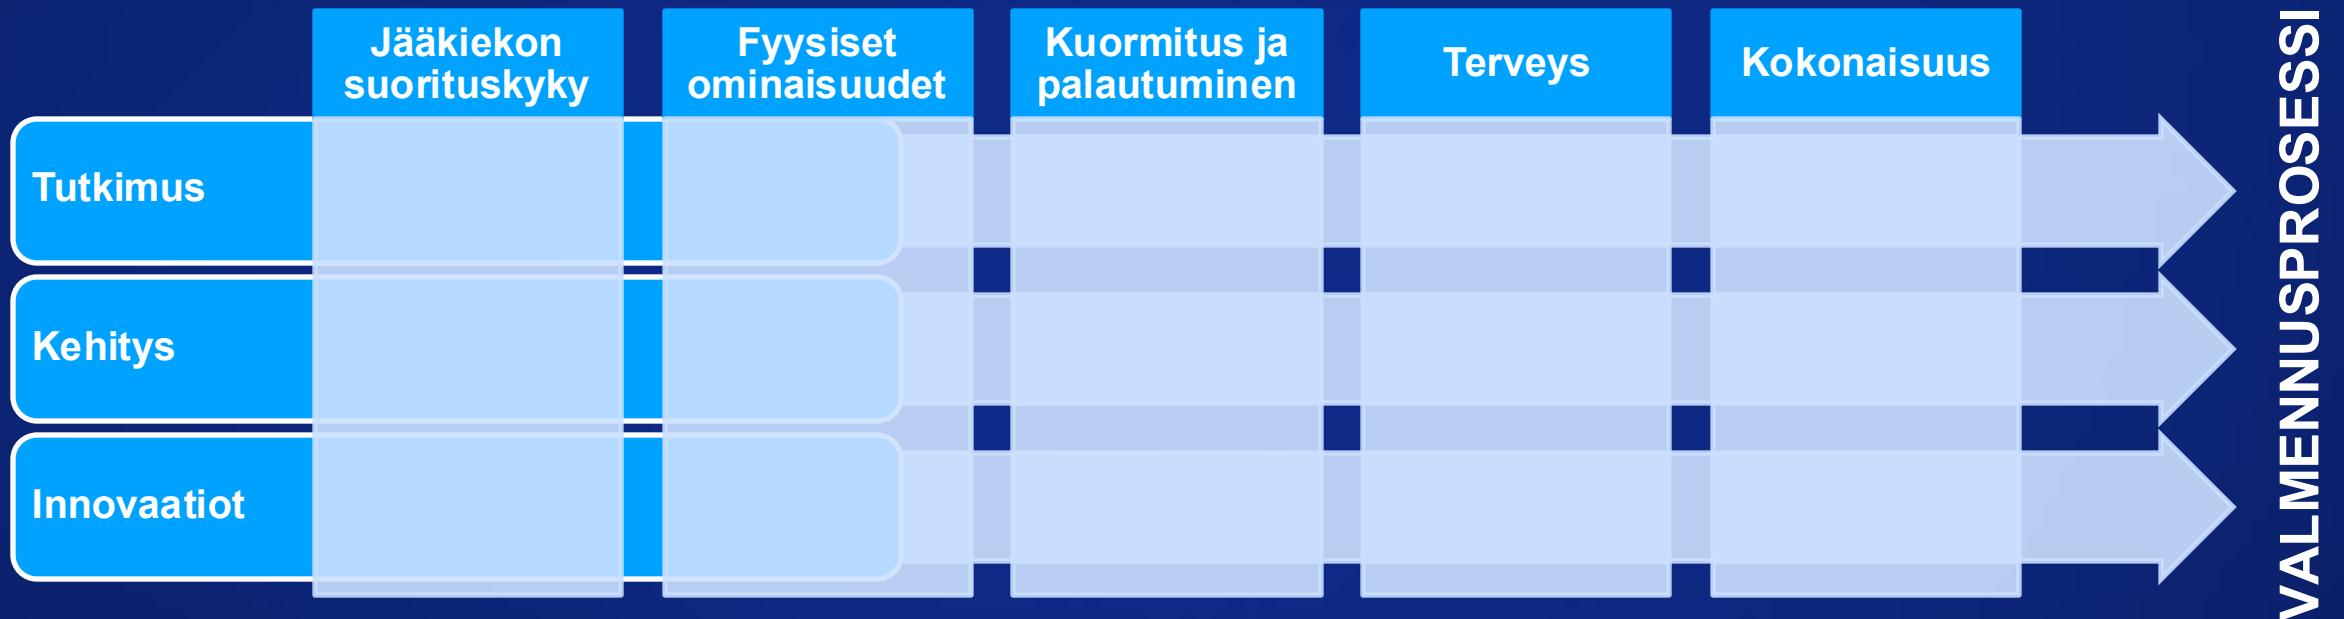 Jääkiekon
suorituskyky
Fyysiset
ominaisuudet
Kuormitus ja
palautuminen
Terveys
Kokonaisuus
Tutkimus
Kehitys
Innovaatiot
VALMENNUSPROSESSI